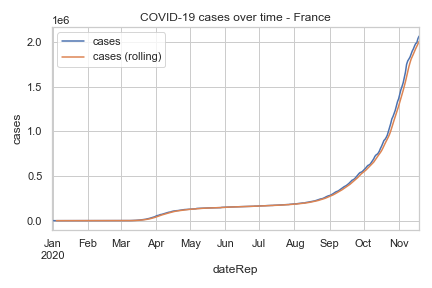 COVID-19 cases over time - France
1e6
cases
cases (rolling)
2.0
1.5
1.0
0.5
0.0
cases
Jan Feb Mar Apr May Jun Jul Aug Sep Oct Nov
2020
dateRep